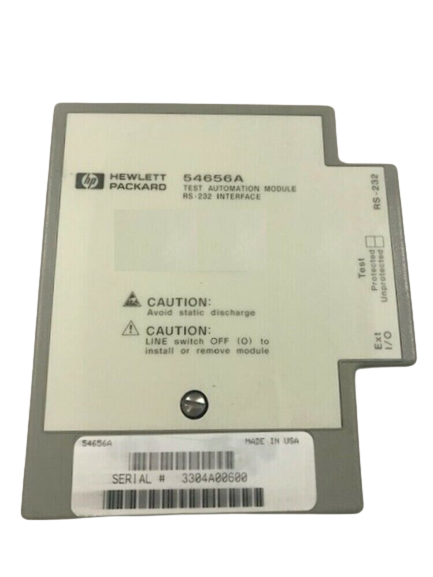 hp HEWLETT
PACKARD
54656A
TEST AUTOMATION MODULE
RS-232 INTERFACE
CAUTION:
Avoid static discharge
CAUTION:
LINE switch OFF (O) to
install or remove module
RS-232
Test
Protected
Unprotected
Ext
I/O
54656A
MADE IN USA
SERIAL # 3304A00600